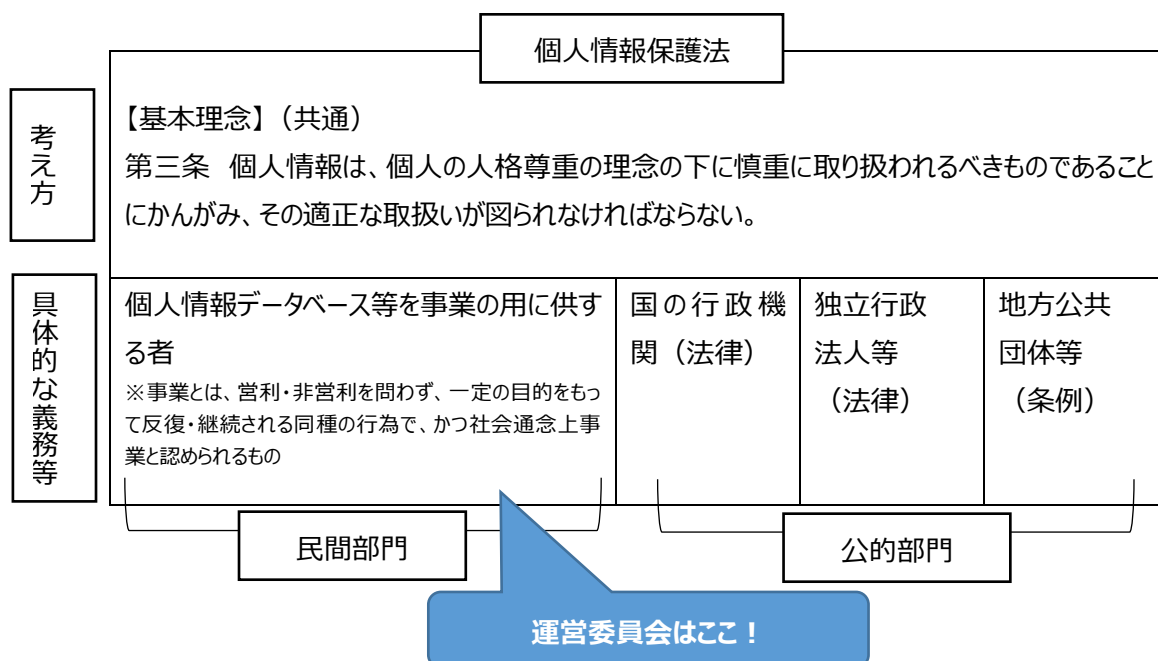 個人情報保護法
考え方
【基本理念】（共通）
第三条　個人情報は、個人の人格尊重の理念の下に慎重に取り扱われるべきものであること
にかんがみ、その適正な取扱いが図られなければならない。
具体的な義務等
個人情報データベース等を事業の用に供す
る者
※事業とは、営利・非営利を問わず、一定の目的をもっ
て反復・継続される同種の行為で、かつ社会通念上事
業と認められるもの
国の行政機
関（法律）
独立行政
法人等
（法律）
地方公共
団体等
（条例）
民間部門
公的部門
運営委員会はここ！